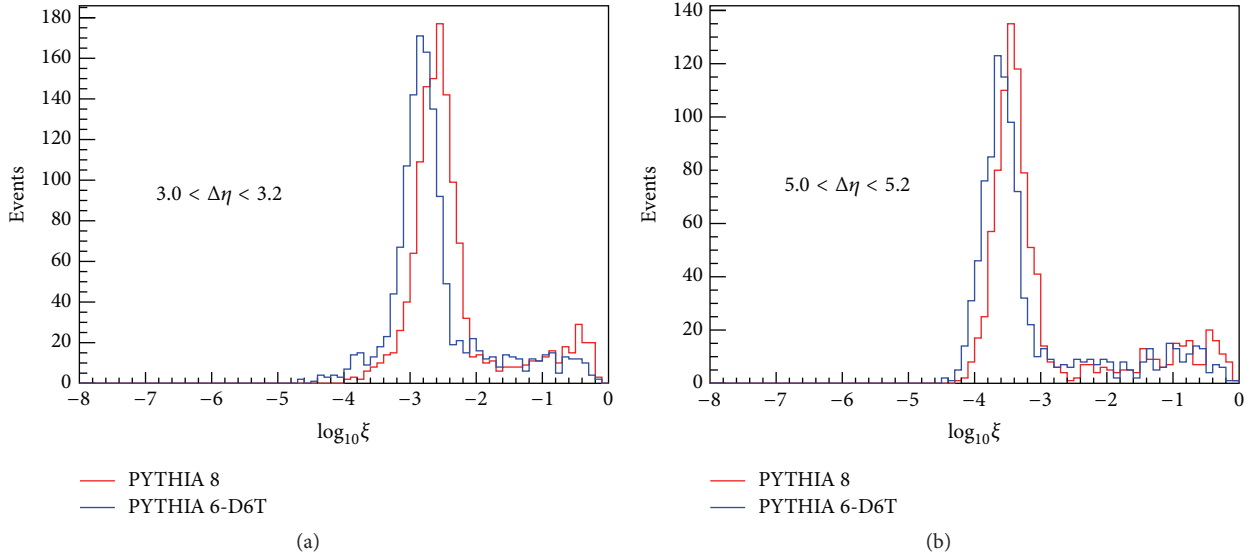 180
160
140
120
100
80
60
40
20
0
Events
3.0 < Δη < 3.2
−8 −7 −6 −5 −4 −3 −2 −1 0
log₁₀ξ
PYTHIA 8
PYTHIA 6-D6T
(a)
140
120
100
80
60
40
20
0
Events
5.0 < Δη < 5.2
−8 −7 −6 −5 −4 −3 −2 −1 0
log₁₀ξ
PYTHIA 8
PYTHIA 6-D6T
(b)